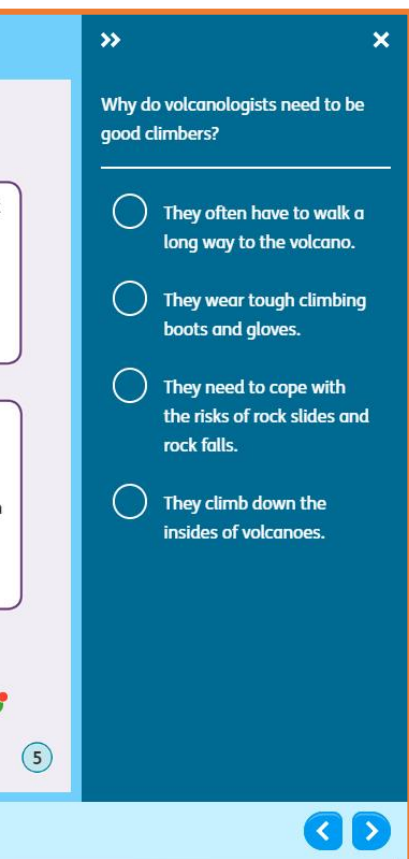 Why do volcanologists need to be
good climbers?
They often have to walk a
long way to the volcano.
They wear tough climbing
boots and gloves.
They need to cope with
the risks of rock slides and
rock falls.
They climb down the
insides of volcanoes.
5